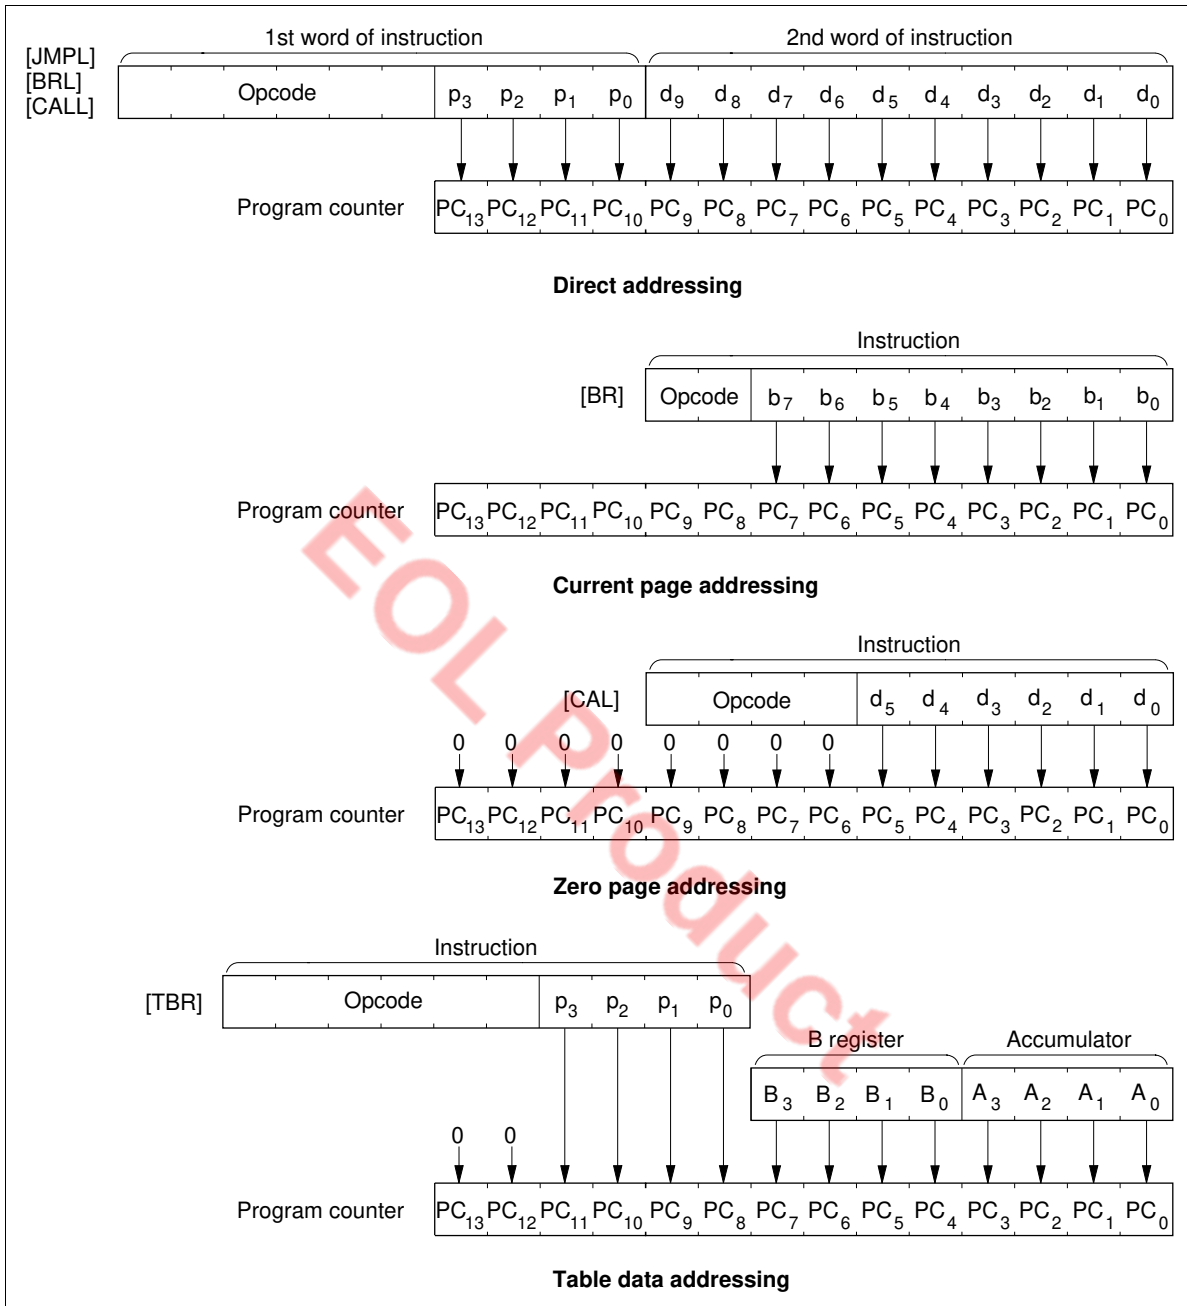 1st word of instruction 2nd word of instruction
[JMPL]
[BRL]
[CALL]
Opcode p3 p2 p1 p0 d9 d8 d7 d6 d5 d4 d3 d2 d1 d0
Program counter PC13 PC12 PC11 PC10 PC9 PC8 PC7 PC6 PC5 PC4 PC3 PC2 PC1 PC0
Direct addressing
Instruction
[BR] Opcode b7 b6 b5 b4 b3 b2 b1 b0
Program counter PC13 PC12 PC11 PC10 PC9 PC8 PC7 PC6 PC5 PC4 PC3 PC2 PC1 PC0
Current page addressing
Instruction
[CAL] Opcode d5 d4 d3 d2 d1 d0
0 0 0 0 0 0 0 0
Program counter PC13 PC12 PC11 PC10 PC9 PC8 PC7 PC6 PC5 PC4 PC3 PC2 PC1 PC0
Zero page addressing
Instruction
[TBR] Opcode p3 p2 p1 p0
B register Accumulator
B3 B2 B1 B0 A3 A2 A1 A0
0 0
Program counter PC13 PC12 PC11 PC10 PC9 PC8 PC7 PC6 PC5 PC4 PC3 PC2 PC1 PC0
Table data addressing
EOL Product